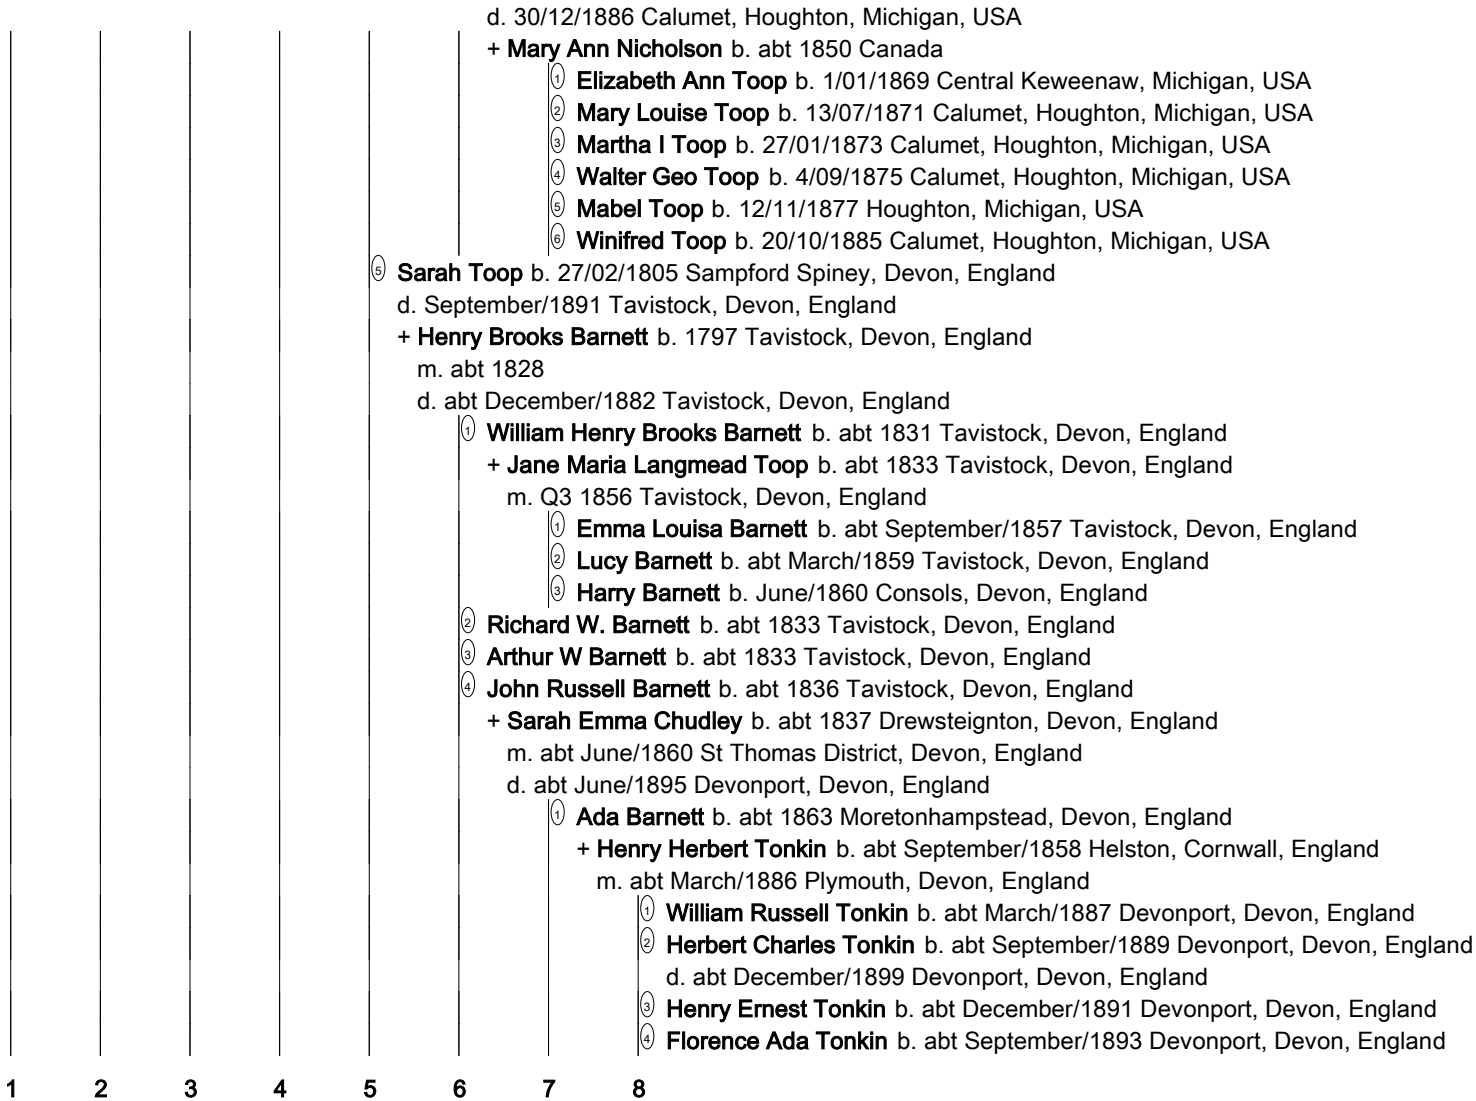 d. 30/12/1886 Calumet, Houghton, Michigan, USA
+ Mary Ann Nicholson b. abt 1850 Canada
1 Elizabeth Ann Toop b. 1/01/1869 Central Keweenaw, Michigan, USA
2 Mary Louise Toop b. 13/07/1871 Calumet, Houghton, Michigan, USA
3 Martha I Toop b. 27/01/1873 Calumet, Houghton, Michigan, USA
4 Walter Geo Toop b. 4/09/1875 Calumet, Houghton, Michigan, USA
5 Mabel Toop b. 12/11/1877 Houghton, Michigan, USA
6 Winifred Toop b. 20/10/1885 Calumet, Houghton, Michigan, USA
5 Sarah Toop b. 27/02/1805 Sampford Spiney, Devon, England
d. September/1891 Tavistock, Devon, England
+ Henry Brooks Barnett b. 1797 Tavistock, Devon, England
m. abt 1828
d. abt December/1882 Tavistock, Devon, England
1 William Henry Brooks Barnett b. abt 1831 Tavistock, Devon, England
+ Jane Maria Langmead Toop b. abt 1833 Tavistock, Devon, England
m. Q3 1856 Tavistock, Devon, England
1 Emma Louisa Barnett b. abt September/1857 Tavistock, Devon, England
2 Lucy Barnett b. abt March/1859 Tavistock, Devon, England
3 Harry Barnett b. June/1860 Consols, Devon, England
2 Richard W. Barnett b. abt 1833 Tavistock, Devon, England
3 Arthur W Barnett b. abt 1833 Tavistock, Devon, England
4 John Russell Barnett b. abt 1836 Tavistock, Devon, England
+ Sarah Emma Chudley b. abt 1837 Drewsteignton, Devon, England
m. abt June/1860 St Thomas District, Devon, England
d. abt June/1895 Devonport, Devon, England
1 Ada Barnett b. abt 1863 Moretonhampstead, Devon, England
+ Henry Herbert Tonkin b. abt September/1858 Helston, Cornwall, England
m. abt March/1886 Plymouth, Devon, England
1 William Russell Tonkin b. abt March/1887 Devonport, Devon, England
2 Herbert Charles Tonkin b. abt September/1889 Devonport, Devon, England
d. abt December/1899 Devonport, Devon, England
3 Henry Ernest Tonkin b. abt December/1891 Devonport, Devon, England
4 Florence Ada Tonkin b. abt September/1893 Devonport, Devon, England
1 2 3 4 5 6 7 8